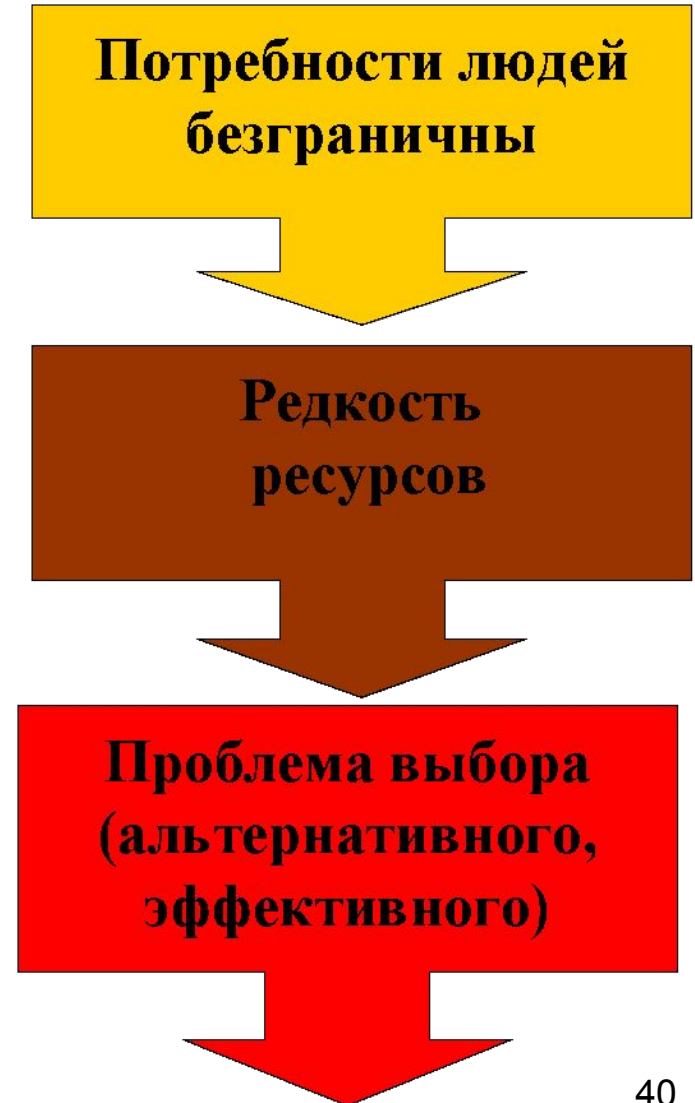 Потребности людей
безграничны
Редкость
ресурсов
Проблема выбора
(альтернативного,
эффективного)
40